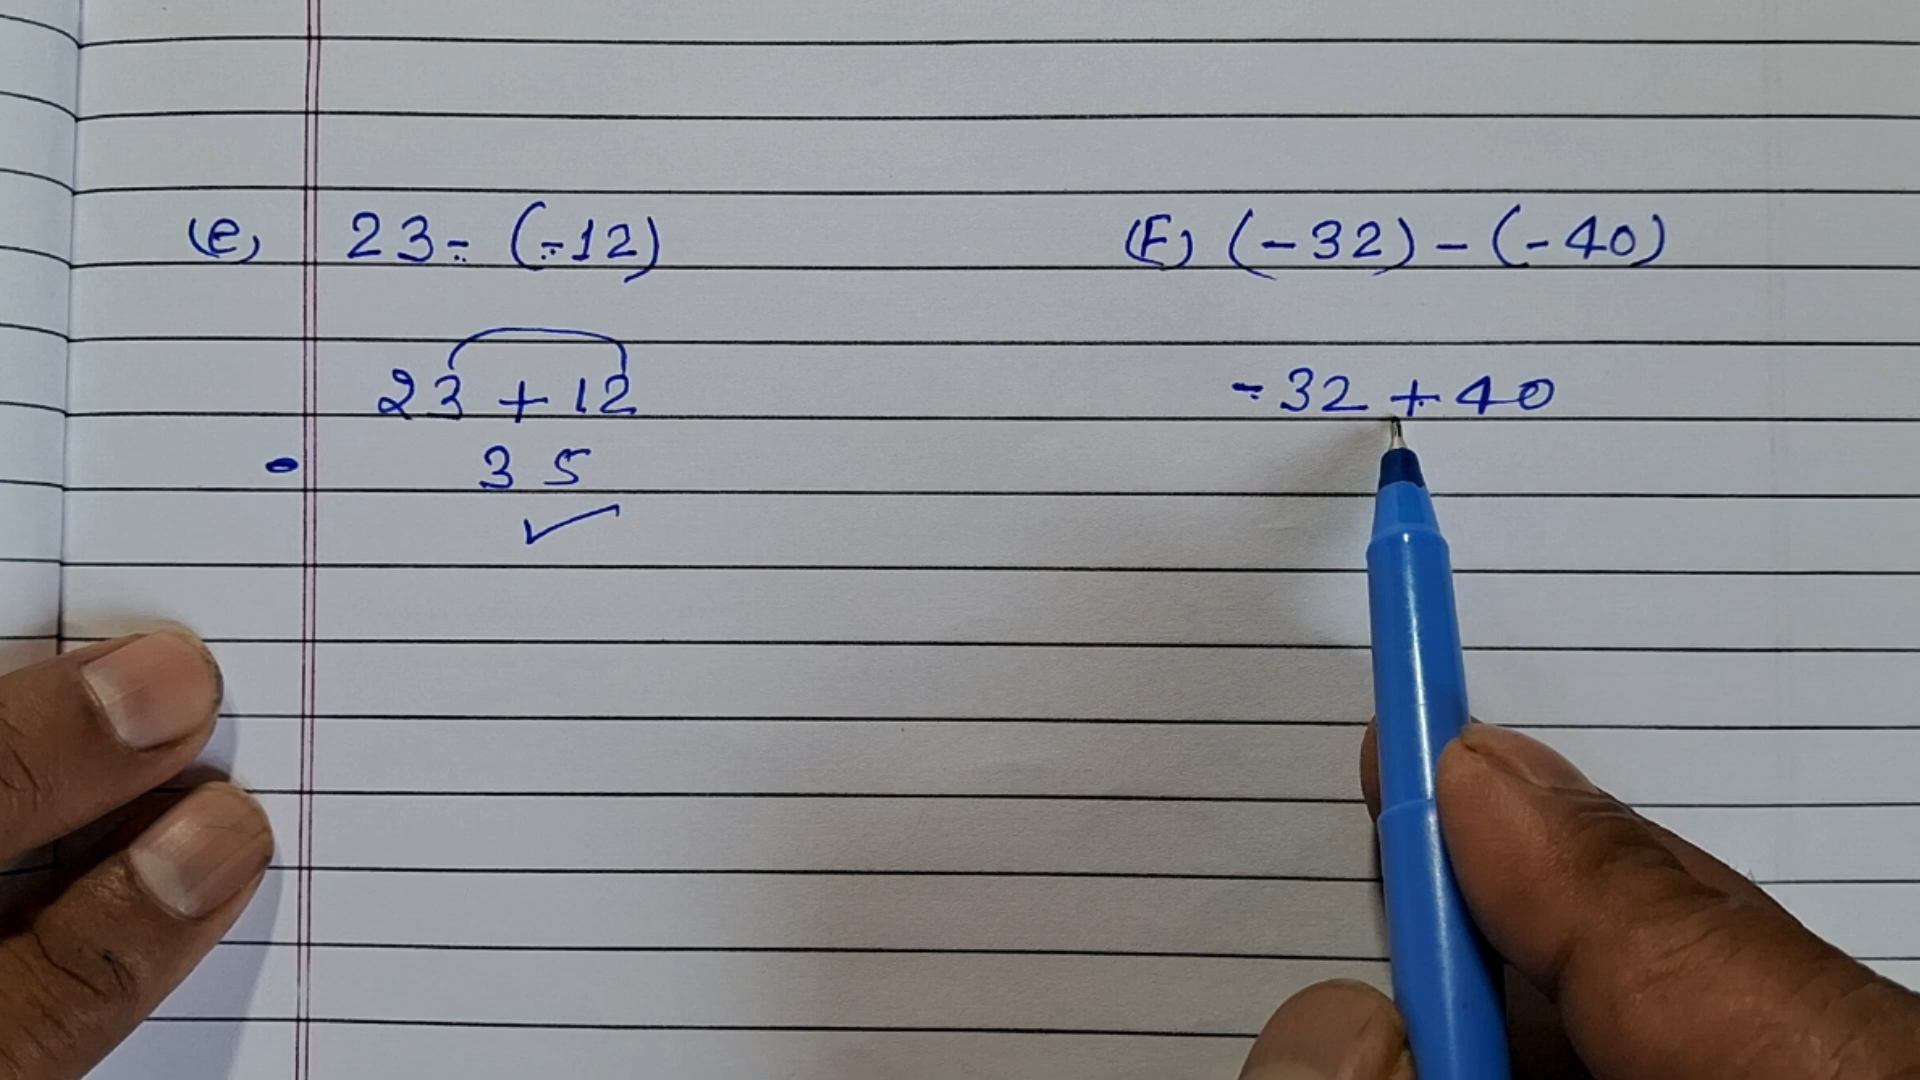 (e) 23 - (-12)
23 + 12
35
(F) (-32) - (-40)
-32 + 40